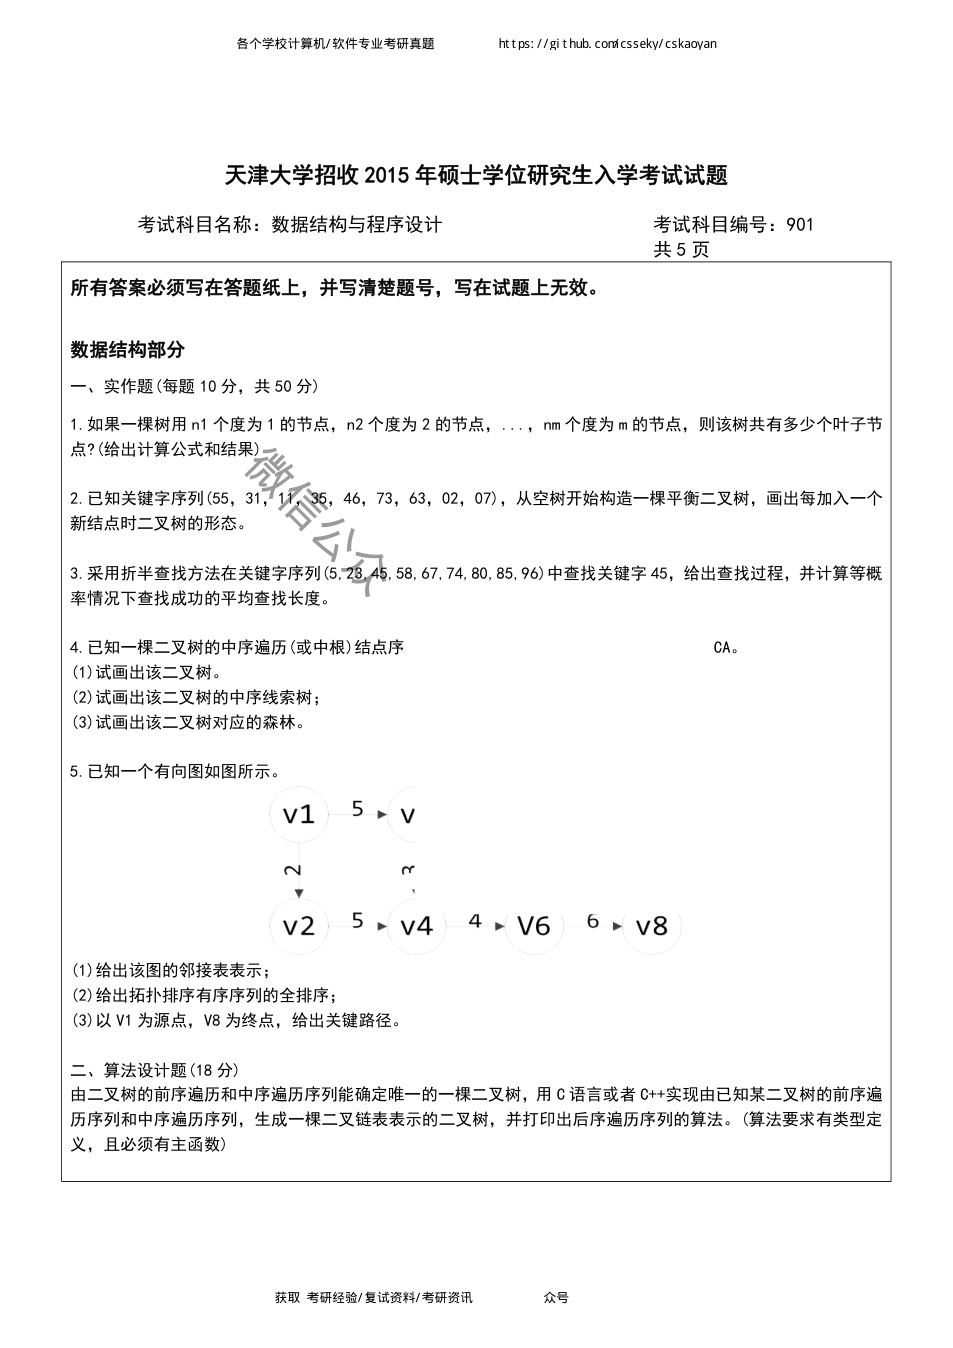 各个学校计算机/软件专业考研真题 https://github.com/csseky/cskaoyan
天津大学招收 2015 年硕士学位研究生入学考试试题
考试科目名称：数据结构与程序设计 考试科目编号：901
共 5 页
所有答案必须写在答题纸上，并写清楚题号，写在试题上无效。
数据结构部分
一、实作题(每题 10 分，共 50 分)
1.如果一棵树用 n1 个度为 1 的节点，n2 个度为 2 的节点，...，nm 个度为 m 的节点，则该树共有多少个叶子节
点?(给出计算公式和结果)
2.已知关键字序列(55，31，11，35，46，73，63，02，07)，从空树开始构造一棵平衡二叉树，画出每加入一个
新结点时二叉树的形态。
3.采用折半查找方法在关键字序列(5,23,45,58,67,74,80,85,96)中查找关键字 45，给出查找过程，并计算等概
率情况下查找成功的平均查找长度。
4.已知一棵二叉树的中序遍历(或中根)结点序 CA。
(1)试画出该二叉树。
(2)试画出该二叉树的中序线索树；
(3)试画出该二叉树对应的森林。
5.已知一个有向图如图所示。
v1 5 v
2 3
v2 5 v4 4 V6 6 v8
(1)给出该图的邻接表表示；
(2)给出拓扑排序有序序列的全排序；
(3)以 V1 为源点，V8 为终点，给出关键路径。
二、算法设计题(18 分)
由二叉树的前序遍历和中序遍历序列能确定唯一的一棵二叉树，用 C 语言或者 C++实现由已知某二叉树的前序遍
历序列和中序遍历序列，生成一棵二叉链表表示的二叉树，并打印出后序遍历序列的算法。(算法要求有类型定
义，且必须有主函数)
微信公众
获取 考研经验/复试资料/考研资讯 众号